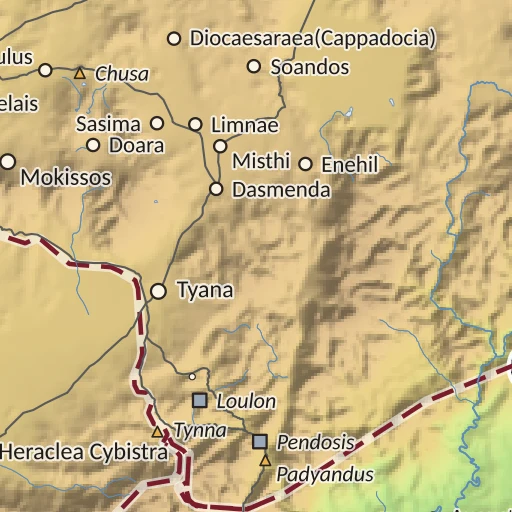 Diocaesaraea(Cappadocia)
ulus
Soandos
Chusa
elais
Sasima
Limnae
Doara
Misthi
Enehil
Mokissos
Dasmenda
Tyana
Loulon
Tynna
Heraclea Cybistra
Pendosis
Padyandus